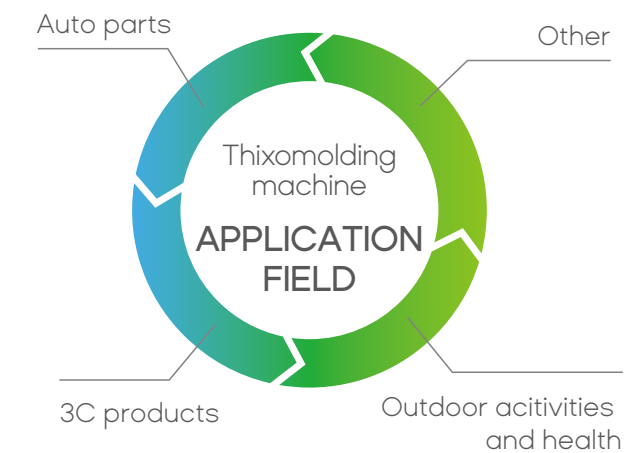 Auto parts
Other
Thixomolding
machine
APPLICATION
FIELD
3C products
Outdoor acitivities
and health